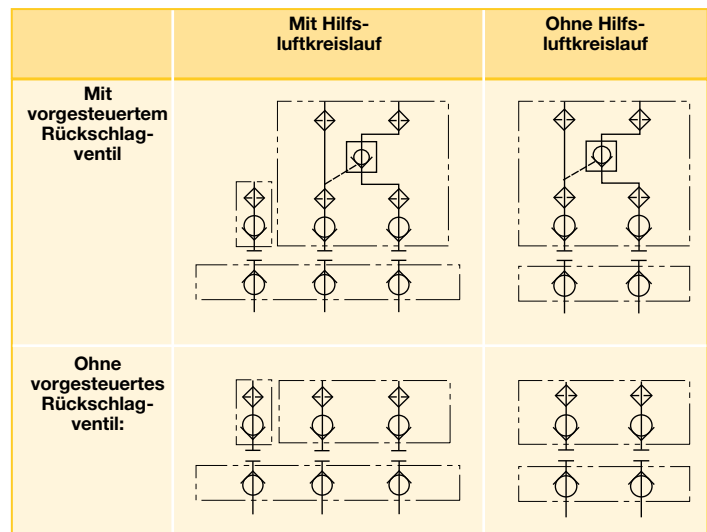 Mit Hilfs-
luftkreislauf
Ohne Hilfs-
luftkreislauf
Mit
vorgesteuertem
Rückschlag-
ventil
Ohne
vorgesteuertes
Rückschlag-
ventil: